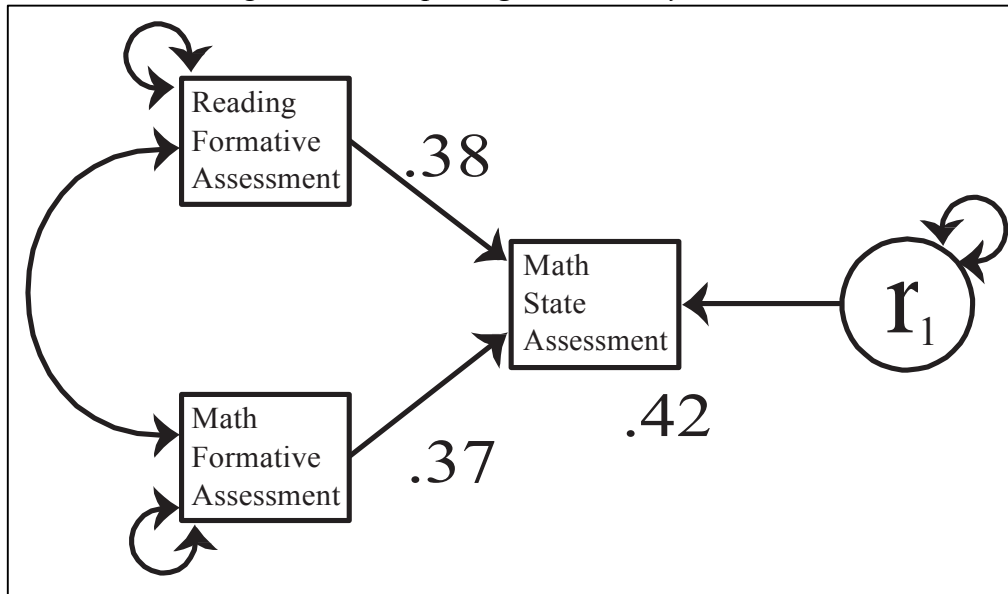 Reading
Formative
Assessment
.38
Math
State
Assessment
r1
.42
Math
Formative
Assessment
.37